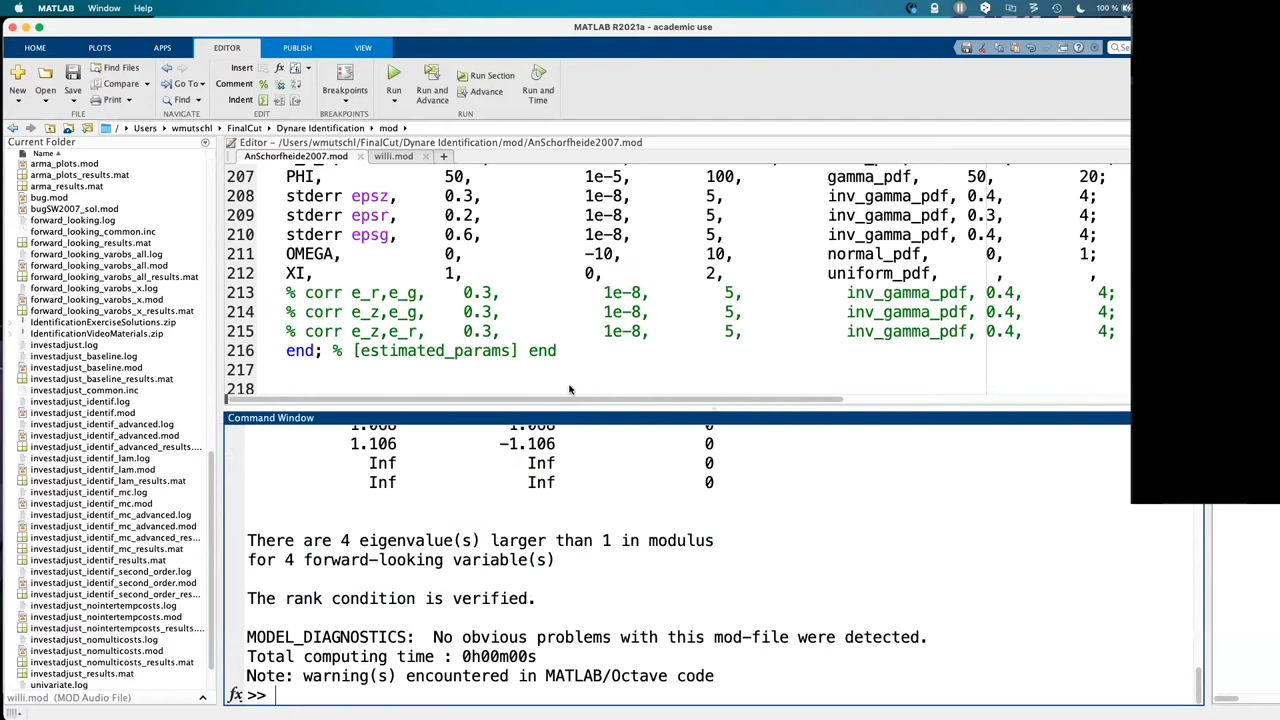 MATLAB Window Help
100 %
MATLAB R2021a - academic use
HOME PLOTS APPS EDITOR PUBLISH VIEW
New Open Save Find Files Compare Print
FILE
Go To Find
NAVIGATE
Insert Comment Indent
EDIT
Breakpoints
BREAKPOINTS
Run Run and Advance Run Section Advance Run and Time
RUN
/ Users wmutschl FinalCut Dynare Identification mod
Current Folder
Name
arma_plots.mod
arma_plots_results.mat
arma_results.mat
bug.mod
bugSW2007_sol.mod
forward_looking.log
forward_looking_common.inc
forward_looking_results.mat
forward_looking_varobs_all.log
forward_looking_varobs_all.mod
forward_looking_varobs_all_results.mat
forward_looking_varobs_x.log
forward_looking_varobs_x.mod
forward_looking_varobs_x_results.mat
IdentificationExerciseSolutions.zip
IdentificationVideoMaterials.zip
investadjust.log
investadjust_baseline.log
investadjust_baseline.mod
investadjust_baseline_results.mat
investadjust_common.inc
investadjust_identif.log
investadjust_identif.mod
investadjust_identif_advanced.log
investadjust_identif_advanced.mod
investadjust_identif_advanced_results....
investadjust_identif_lam.log
investadjust_identif_lam.mod
investadjust_identif_lam_results.mat
investadjust_identif_mc.log
investadjust_identif_mc.mod
investadjust_identif_mc_advanced.log
investadjust_identif_mc_advanced.mod
investadjust_identif_mc_advanced_res...
investadjust_identif_mc_results.mat
investadjust_identif_results.mat
investadjust_identif_second_order.log
investadjust_identif_second_order.mod
investadjust_identif_second_order_res...
investadjust_nointertempcosts.log
investadjust_nointertempcosts.mod
investadjust_nointertempcosts_results....
investadjust_nomulticosts.log
investadjust_nomulticosts.mod
investadjust_nomulticosts_results.mat
investadjust_results.mat
univariate.log
willi.mod (MOD Audio File)
Editor - /Users/wmutschl/FinalCut/Dynare Identification/mod/AnSchorfheide2007.mod
AnSchorfheide2007.mod willi.mod
207 PHI, 50, 1e-5, 100, gamma_pdf, 50, 20;
208 stderr epsz, 0.3, 1e-8, 5, inv_gamma_pdf, 0.4, 4;
209 stderr epsr, 0.2, 1e-8, 5, inv_gamma_pdf, 0.3, 4;
210 stderr epsg, 0.6, 1e-8, 5, inv_gamma_pdf, 0.4, 4;
211 OMEGA, 0, -10, 10, normal_pdf, 0, 1;
212 XI, 1, 0, 2, uniform_pdf, , ,
213 % corr e_r,e_g, 0.3, 1e-8, 5, inv_gamma_pdf, 0.4, 4;
214 % corr e_z,e_g, 0.3, 1e-8, 5, inv_gamma_pdf, 0.4, 4;
215 % corr e_z,e_r, 0.3, 1e-8, 5, inv_gamma_pdf, 0.4, 4;
216 end; % [estimated_params] end
217
218
Command Window
1.106 -1.106 0
Inf Inf 0
Inf Inf 0
There are 4 eigenvalue(s) larger than 1 in modulus
for 4 forward-looking variable(s)
The rank condition is verified.
MODEL_DIAGNOSTICS: No obvious problems with this mod-file were detected.
Total computing time : 0h00m00s
Note: warning(s) encountered in MATLAB/Octave code
fx >>